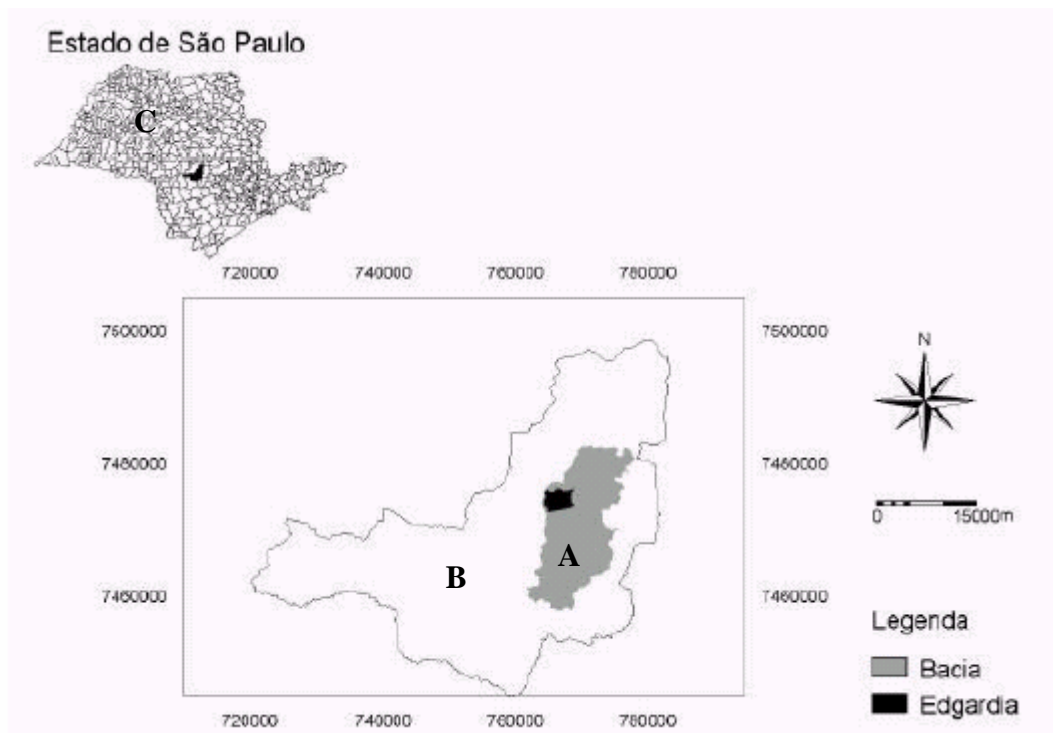 Estado de São Paulo
C
720000 740000 760000 780000
7500000 7500000
N
7480000 7480000
0 15000m
A
B
7460000 7460000
Legenda
Bacia
Edgardia
720000 740000 760000 780000